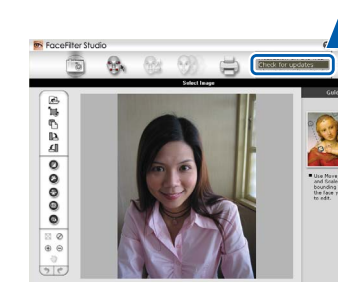 FaceFilter Studio
Check for updates
Select Image
Use Move
and Scale
bounding
the face
to edit.